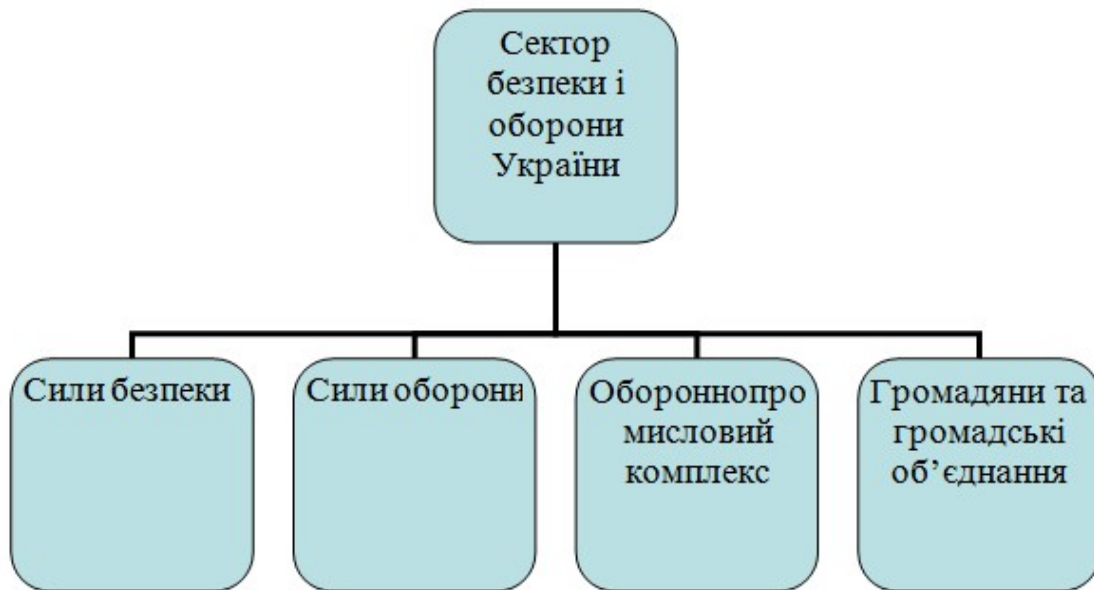 Сектор
безпеки і
оборони
України
Сили безпеки
Сили оборони
Обороннопро
мисловий
комплекс
Громадяни та
громадські
об’єднання